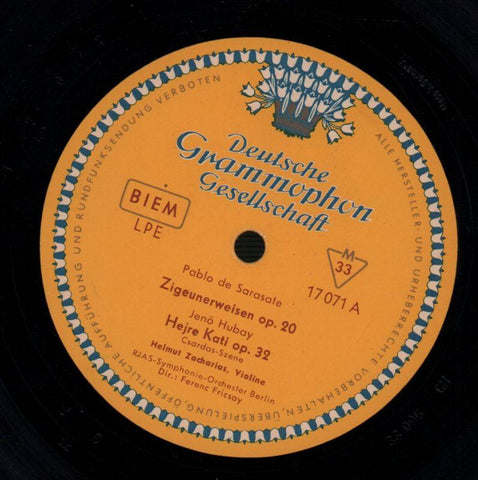 Deutsche
Grammophon
Gesellschaft
BIEM
LPE
M
33
17071 A
Pablo de Sarasate
Zigeunerweisen op. 20
Jenö Hubay
Hejre Kati op. 32
Csardas-Szene
Helmut Zacharias, Violine
RIAS-Symphonie-Orchester Berlin
Dir.: Ferenc Fricsay
ALLE HERSTELLER- UND URHEBERRECHTE VORBEHALTEN, ÜBERSPIELUNG, ÖFFENTLICHE AUFFÜHRUNG UND RUNDFUNKSENDUNG VERBOTEN